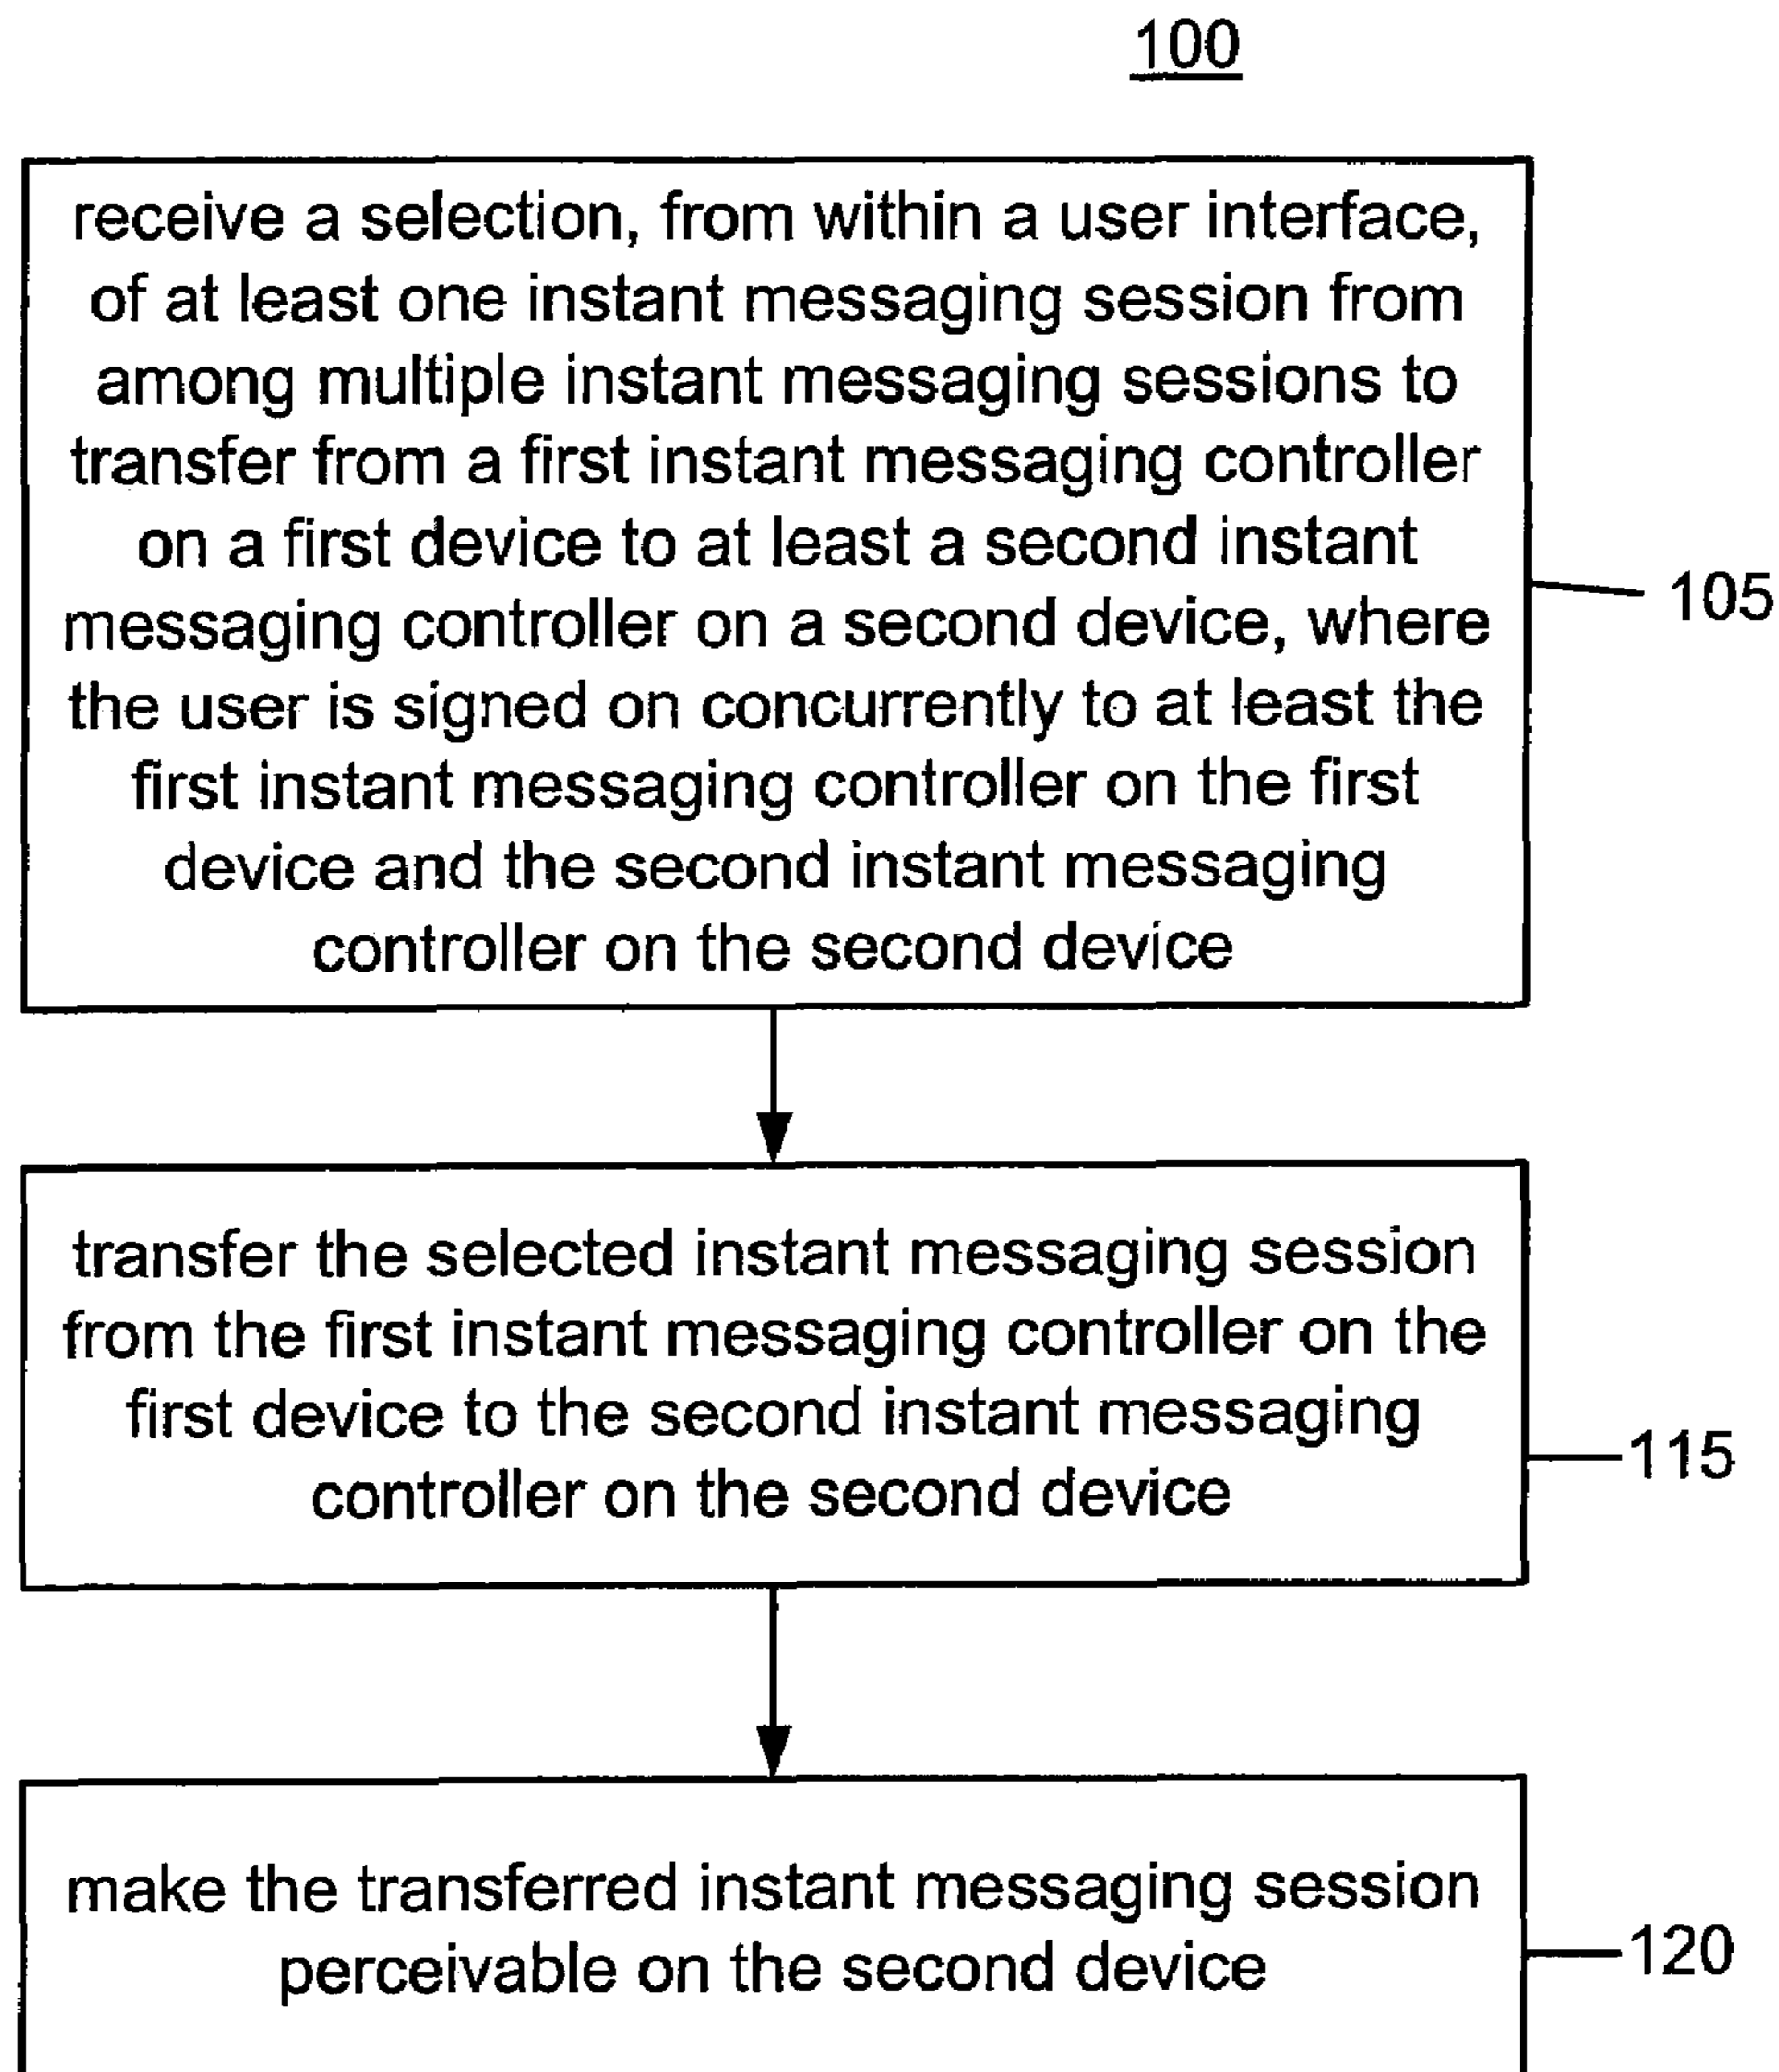 100
receive a selection, from within a user interface,
of at least one instant messaging session from
among multiple instant messaging sessions to
transfer from a first instant messaging controller
on a first device to at least a second instant
messaging controller on a second device, where
the user is signed on concurrently to at least the
first instant messaging controller on the first
device and the second instant messaging
controller on the second device
105
transfer the selected instant messaging session
from the first instant messaging controller on the
first device to the second instant messaging
controller on the second device
115
make the transferred instant messaging session
perceivable on the second device
120